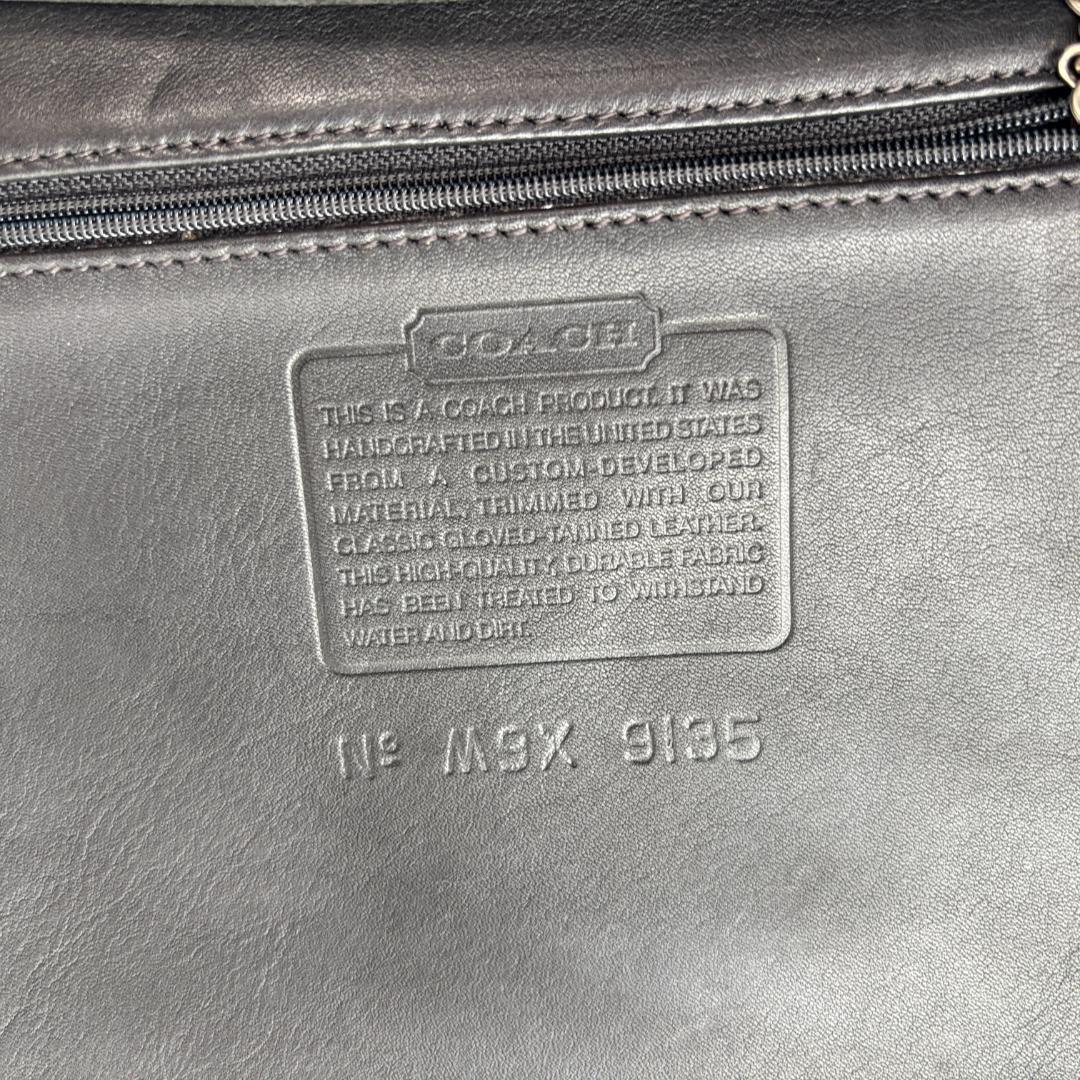 COACH
THIS IS A COACH PRODUCT. IT WAS
HANDCRAFTED IN THE UNITED STATES
FROM A CUSTOM-DEVELOPED
MATERIAL, TRIMMED WITH OUR
CLASSIC GLOVED-TANNED LEATHER.
THIS HIGH-QUALITY, DURABLE FABRIC
HAS BEEN TREATED TO WITHSTAND
WATER AND DIRT.
Nº M9X 9135